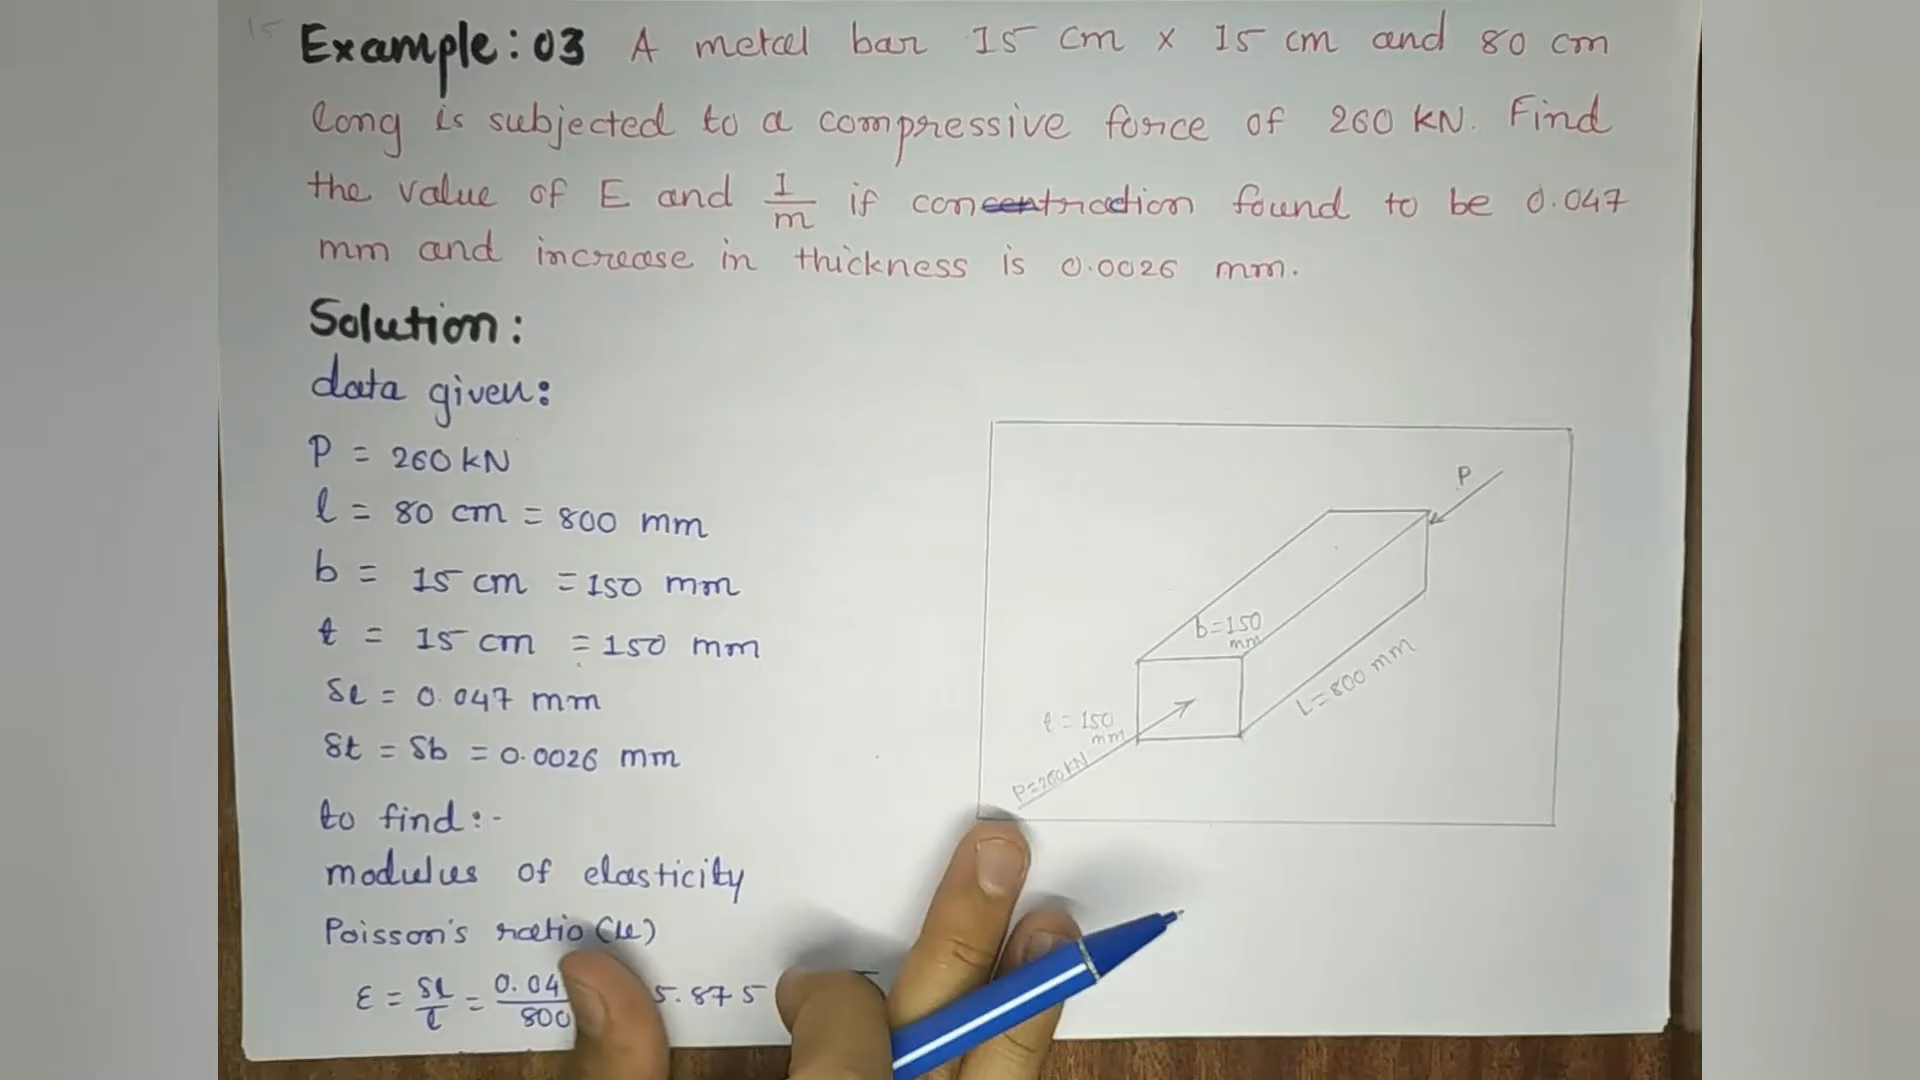 15
Example: 03 A metal bar 15 cm x 15 cm and 80 cm
long is subjected to a compressive force of 260 KN. Find
the value of E and 1/m if contraction found to be 0.047
mm and increase in thickness is 0.0026 mm.
Solution:
data given:
P = 260 kN
l = 80 cm = 800 mm
b = 15 cm = 150 mm
t = 15 cm = 150 mm
δl = 0.047 mm
δt = δb = 0.0026 mm
to find:-
modulus of elasticity
Poisson's ratio (μ)
ε = δl/l = 0.04 /800 5.875
P
b=150
mm
L=800 mm
t=150
mm
P=260KN